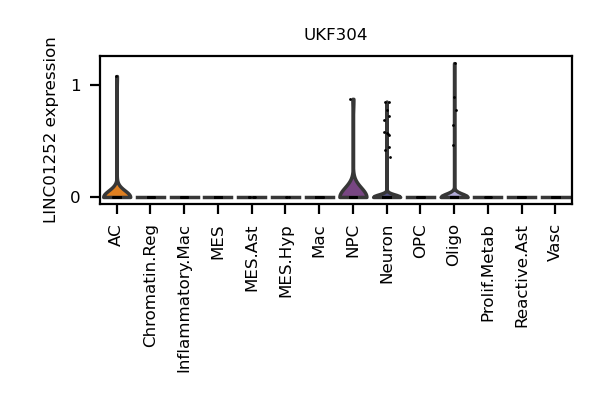 UKF304
LINC01252 expression
1
0
AC
Chromatin.Reg
Inflammatory.Mac
MES
MES.Ast
MES.Hyp
Mac
NPC
Neuron
OPC
Oligo
Prolif.Metab
Reactive.Ast
Vasc